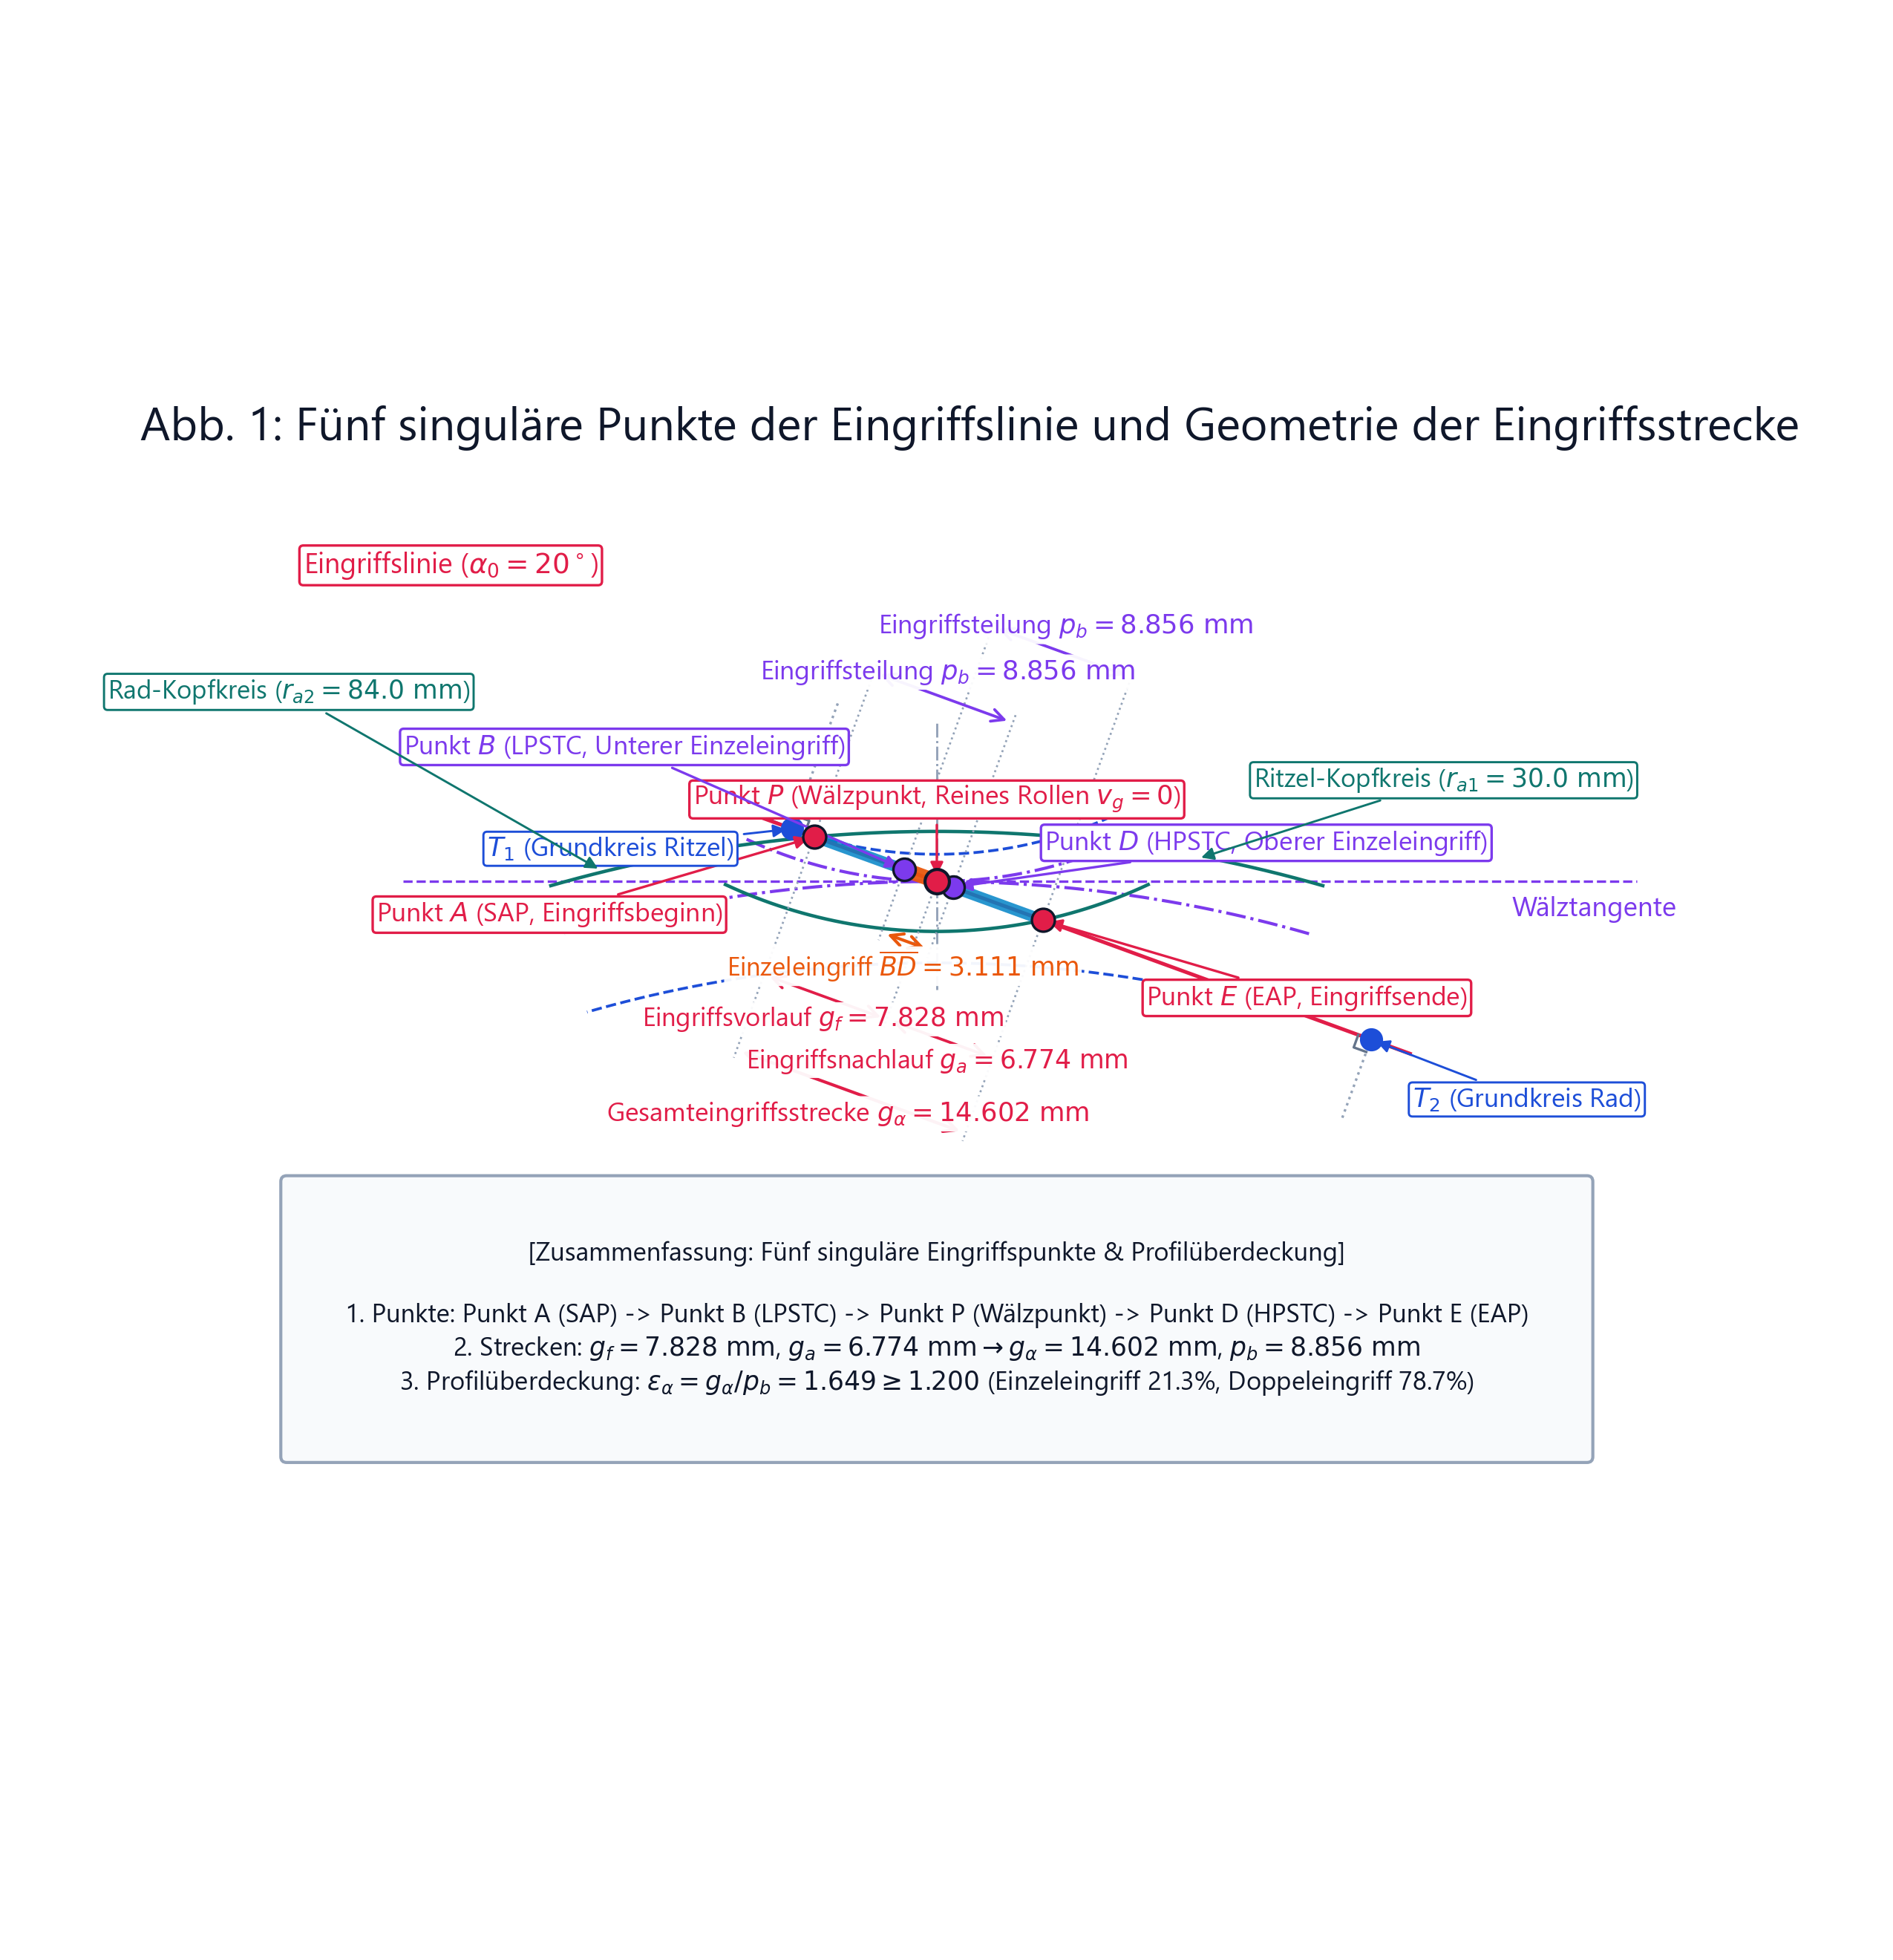 Abb. 1: Fünf singuläre Punkte der Eingriffslinie und Geometrie der Eingriffsstrecke
Eingriffslinie (α₀ = 20°)
Eingriffsteilung p_b = 8.856 mm
Eingriffsteilung p_b = 8.856 mm
Rad-Kopfkreis (r_a2 = 84.0 mm)
Punkt B (LPSTC, Unterer Einzeleingriff)
Ritzel-Kopfkreis (r_a1 = 30.0 mm)
Punkt P (Wälzpunkt, Reines Rollen v_g = 0)
T₁ (Grundkreis Ritzel)
Punkt D (HPSTC, Oberer Einzeleingriff)
Punkt A (SAP, Eingriffsbeginn)
Wälztangente
Einzeleingriff B̅D̅ = 3.111 mm
Punkt E (EAP, Eingriffsende)
Eingriffsvorlauf g_f = 7.828 mm
Eingriffsnachlauf g_a = 6.774 mm
T₂ (Grundkreis Rad)
Gesamteingriffsstrecke g_α = 14.602 mm
[Zusammenfassung: Fünf singuläre Eingriffspunkte & Profilüberdeckung]
1. Punkte: Punkt A (SAP) -> Punkt B (LPSTC) -> Punkt P (Wälzpunkt) -> Punkt D (HPSTC) -> Punkt E (EAP)
2. Strecken: g_f = 7.828 mm, g_a = 6.774 mm → g_α = 14.602 mm, p_b = 8.856 mm
3. Profilüberdeckung: ε_α = g_α/p_b = 1.649 ≥ 1.200 (Einzeleingriff 21.3%, Doppeleingriff 78.7%)